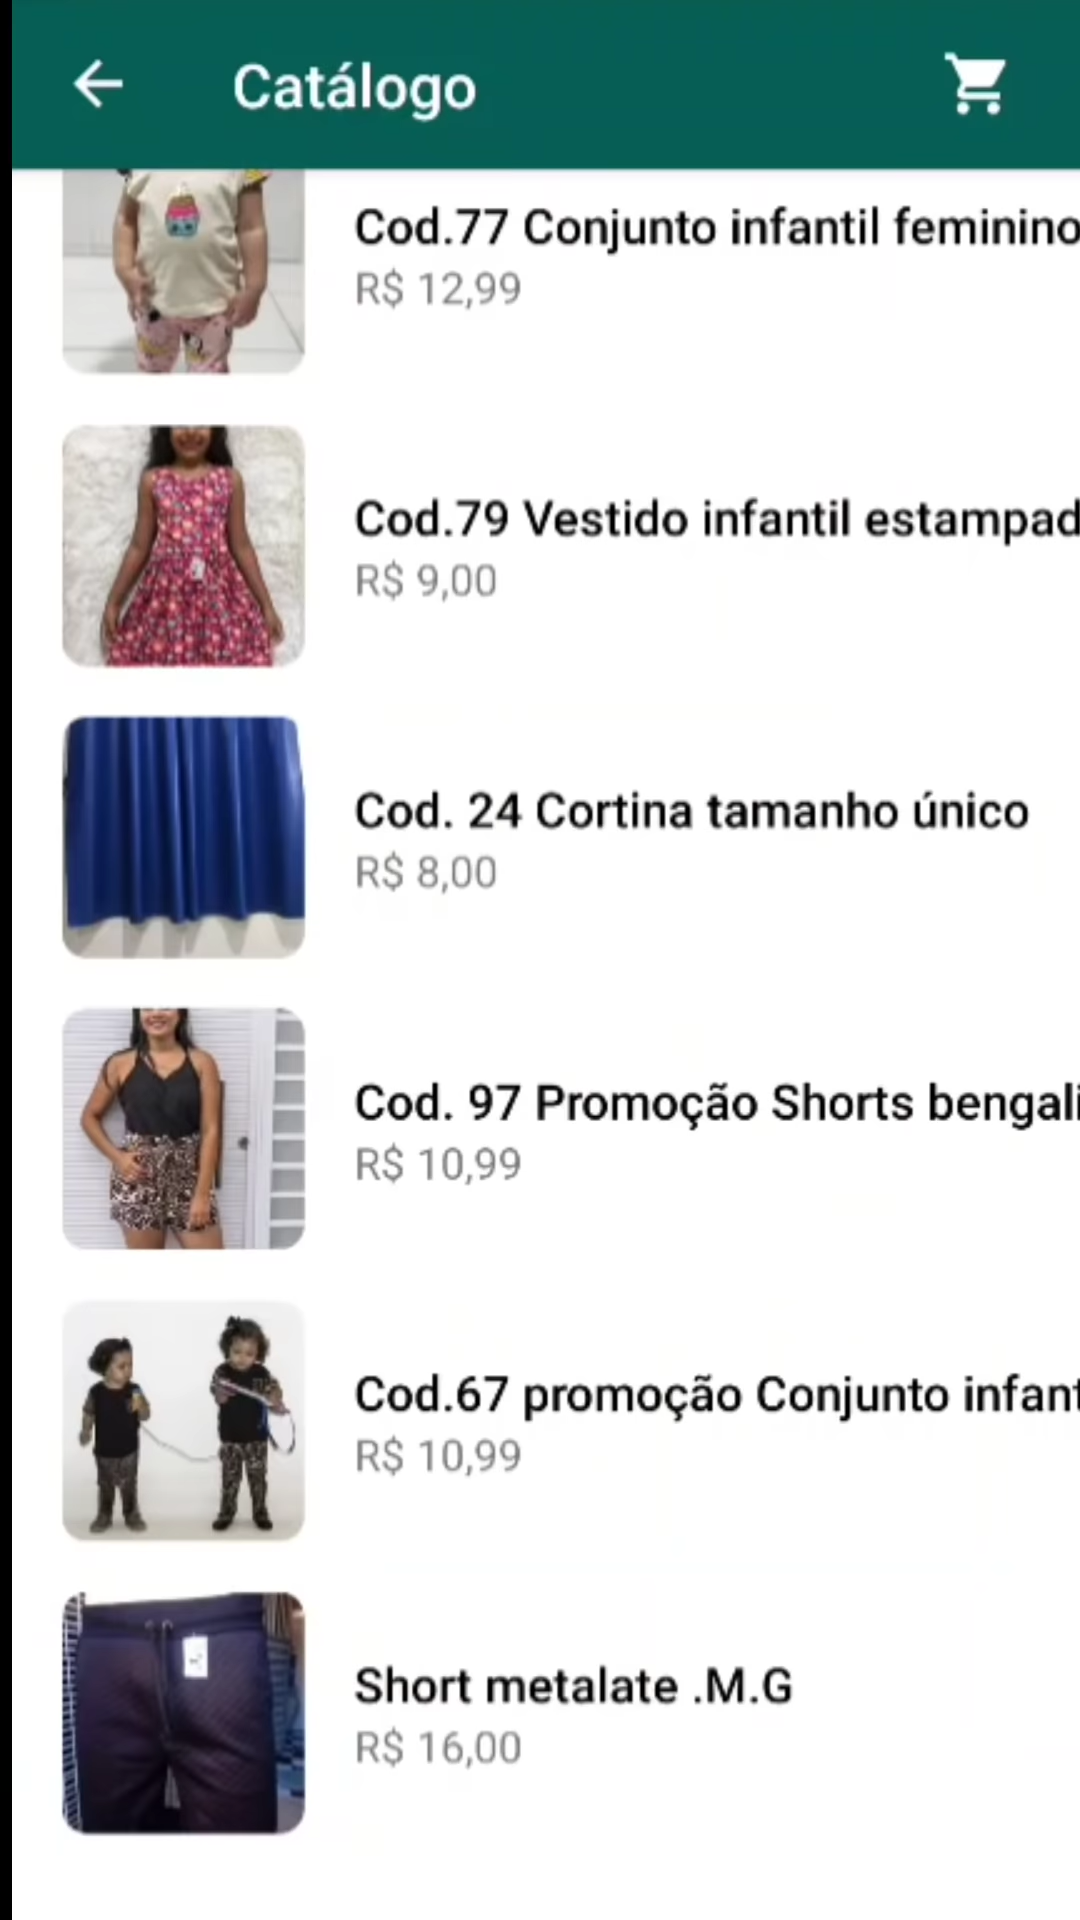 Catálogo
Cod.77 Conjunto infantil feminino
R$ 12,99
Cod.79 Vestido infantil estampad
R$ 9,00
Cod. 24 Cortina tamanho único
R$ 8,00
Cod. 97 Promoção Shorts bengali
R$ 10,99
Cod.67 promoção Conjunto infant
R$ 10,99
Short metalate .M.G
R$ 16,00